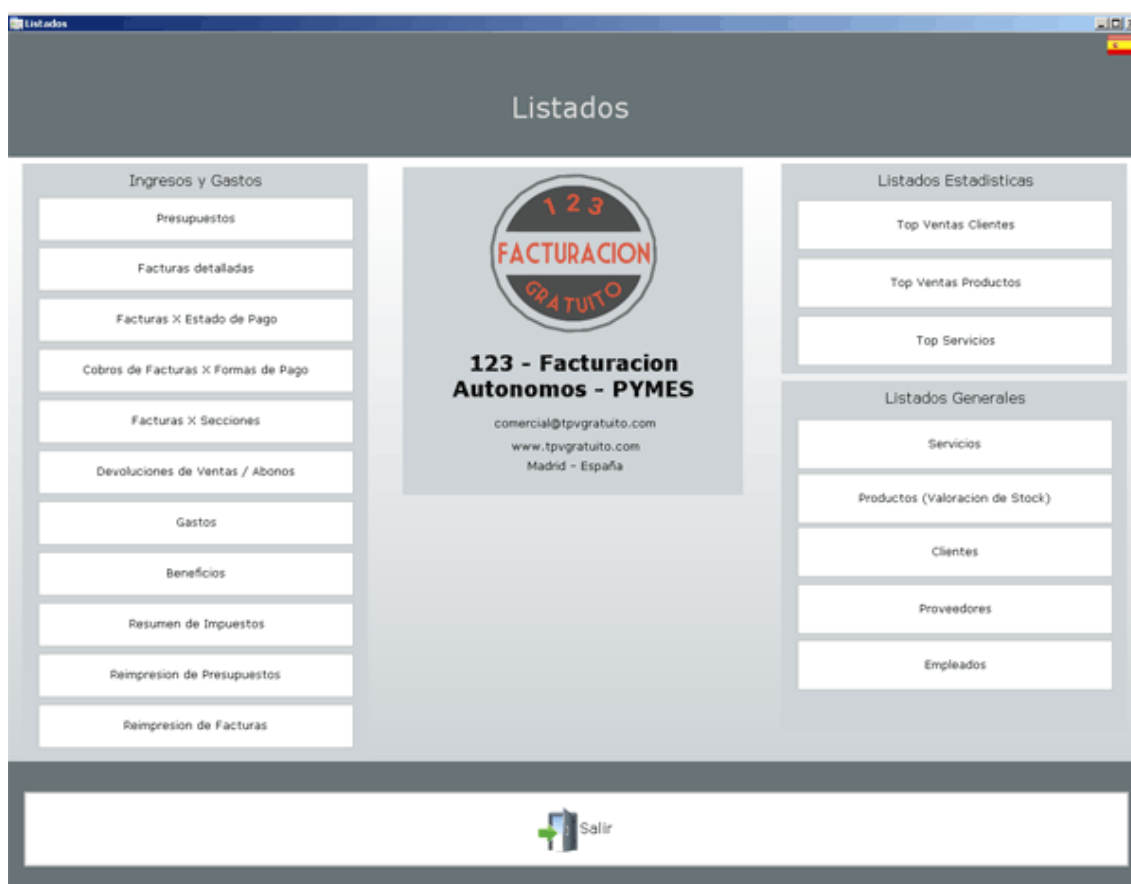 Listados
Listados
Ingresos y Gastos
Presupuestos
Facturas detalladas
Facturas X Estado de Pago
Cobros de Facturas X Formas de Pago
Facturas X Secciones
Devoluciones de Ventas / Abonos
Gastos
Beneficios
Resumen de Impuestos
Reimpresion de Presupuestos
Reimpresion de Facturas
1 2 3
FACTURACION
GRATUITO
123 - Facturacion
Autonomos - PYMES
comercial@tpvgratuito.com
www.tpvgratuito.com
Madrid - España
Listados Estadisticas
Top Ventas Clientes
Top Ventas Productos
Top Servicios
Listados Generales
Servicios
Productos (Valoracion de Stock)
Clientes
Proveedores
Empleados
Salir